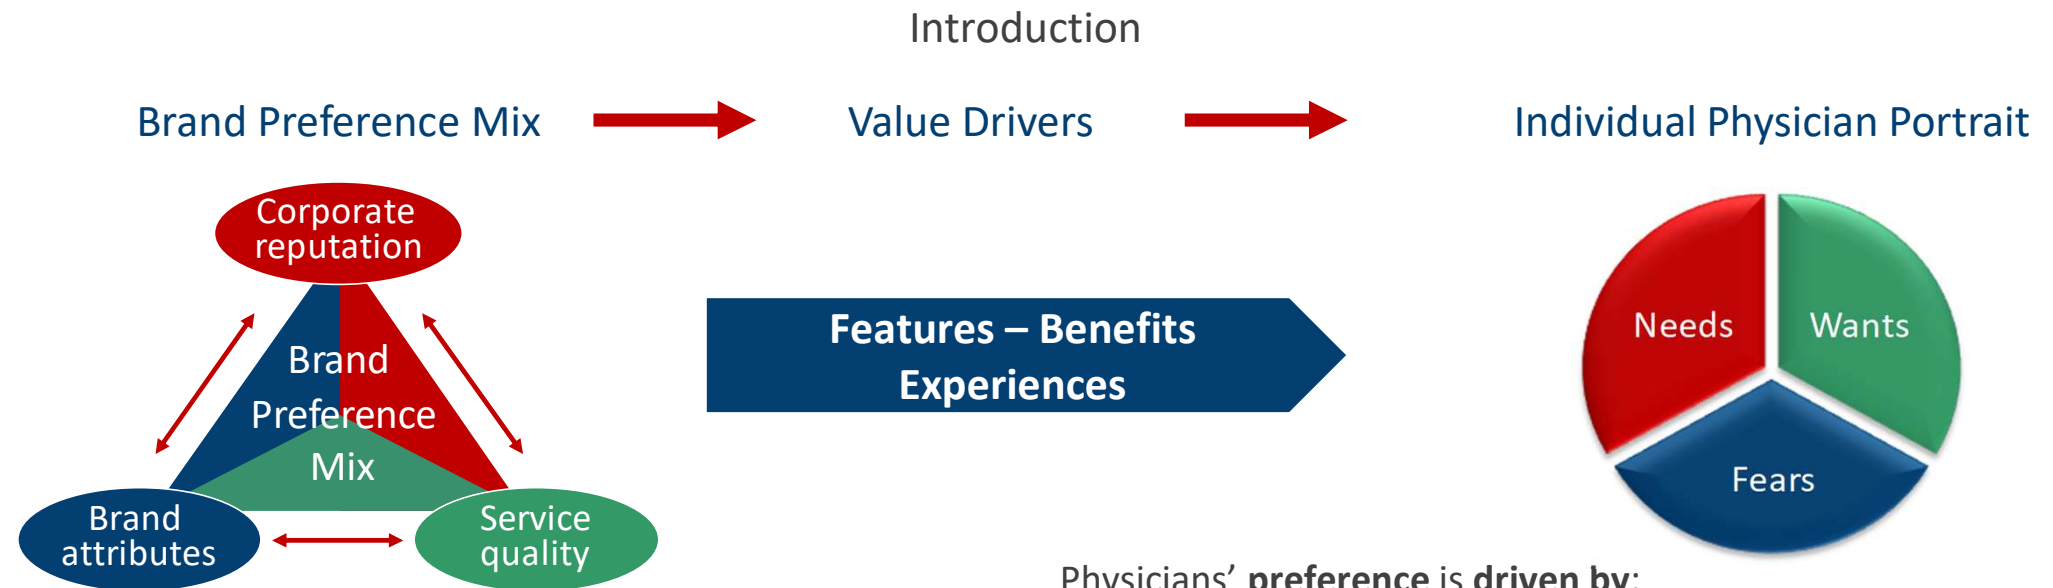 Introduction
Brand Preference Mix
Value Drivers
Individual Physician Portrait
Corporate
reputation
Brand
Preference
Mix
Brand
attributes
Service
quality
Features – Benefits
Experiences
Needs
Wants
Fears
Physicians' preference is driven by: